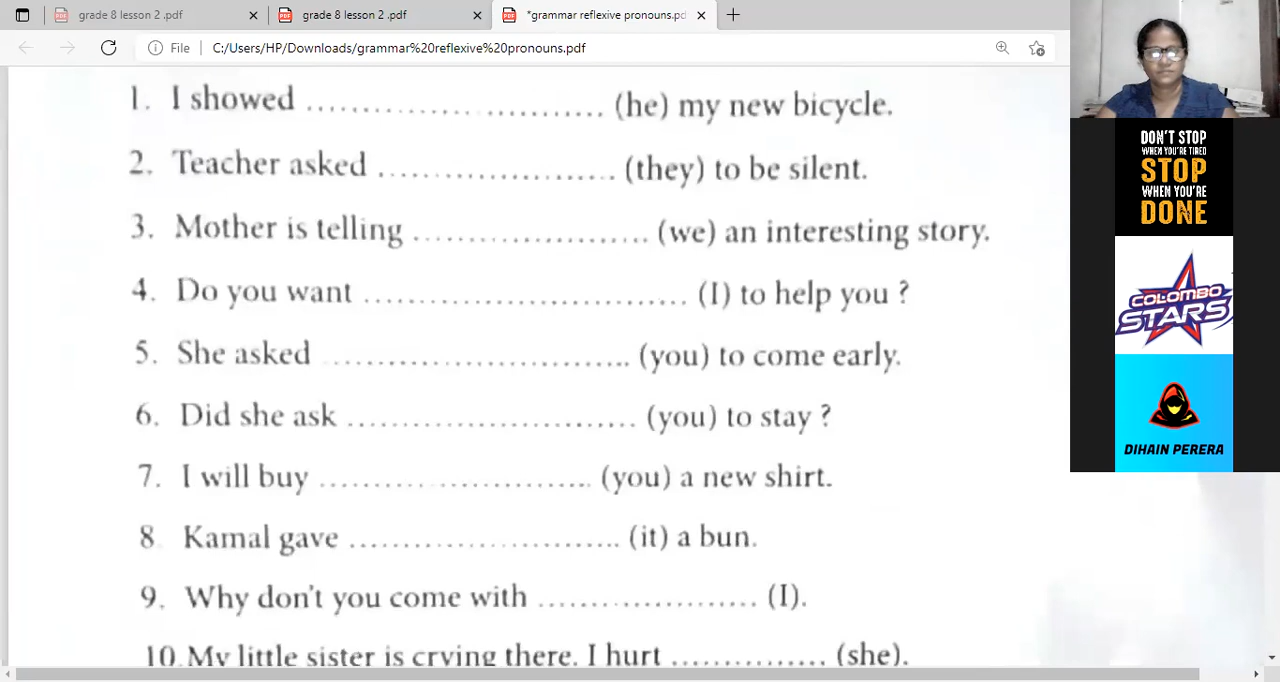 grade 8 lesson 2 .pdf
grade 8 lesson 2 .pdf
*grammar reflexive pronouns.pd
File
C:/Users/HP/Downloads/grammar%20reflexive%20pronouns.pdf
1. I showed .............................. (he) my new bicycle.
2. Teacher asked ........................ (they) to be silent.
3. Mother is telling ........................ (we) an interesting story.
4. Do you want ................................. (I) to help you ?
5. She asked .............................. (you) to come early.
6. Did she ask ............................. (you) to stay ?
7. I will buy ........................... (you) a new shirt.
8 Kamal gave ........................... (it) a bun.
9. Why don't you come with ...................... (I).
10. My little sister is crying there. I hurt ............... (she).
DON'T STOP
WHEN YOU'RE TIRED
STOP
WHEN YOU'RE
DONE
COLOMBO
STARS
DIHAIN PERERA